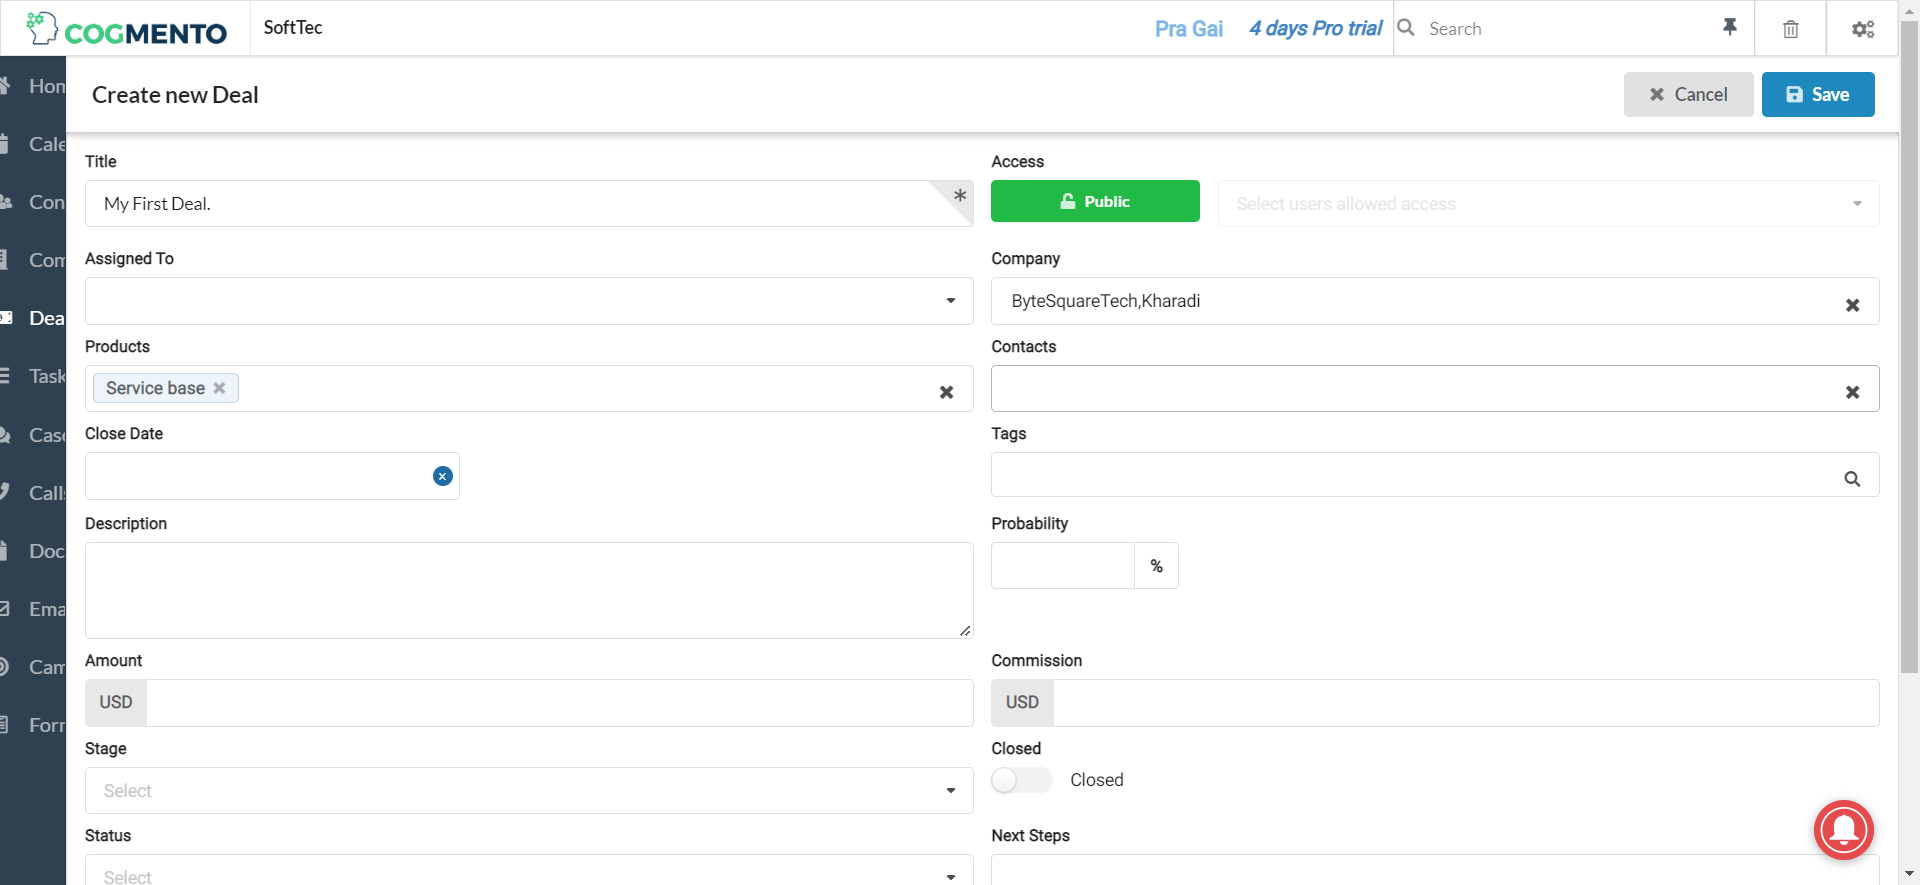 COGMENTO
SoftTec
Pra Gai
4 days Pro trial
Search
Hom
Cale
Con
Com
Dea
Task
Case
Calls
Doc
Ema
Cam
Forr
Create new Deal
Cancel
Save
Title
My First Deal.
*
Access
Public
Select users allowed access
Assigned To
Company
ByteSquareTech,Kharadi
Products
Service base
Contacts
Close Date
Tags
Description
Probability
%
Amount
USD
Commission
USD
Stage
Select
Closed
Closed
Status
Select
Next Steps